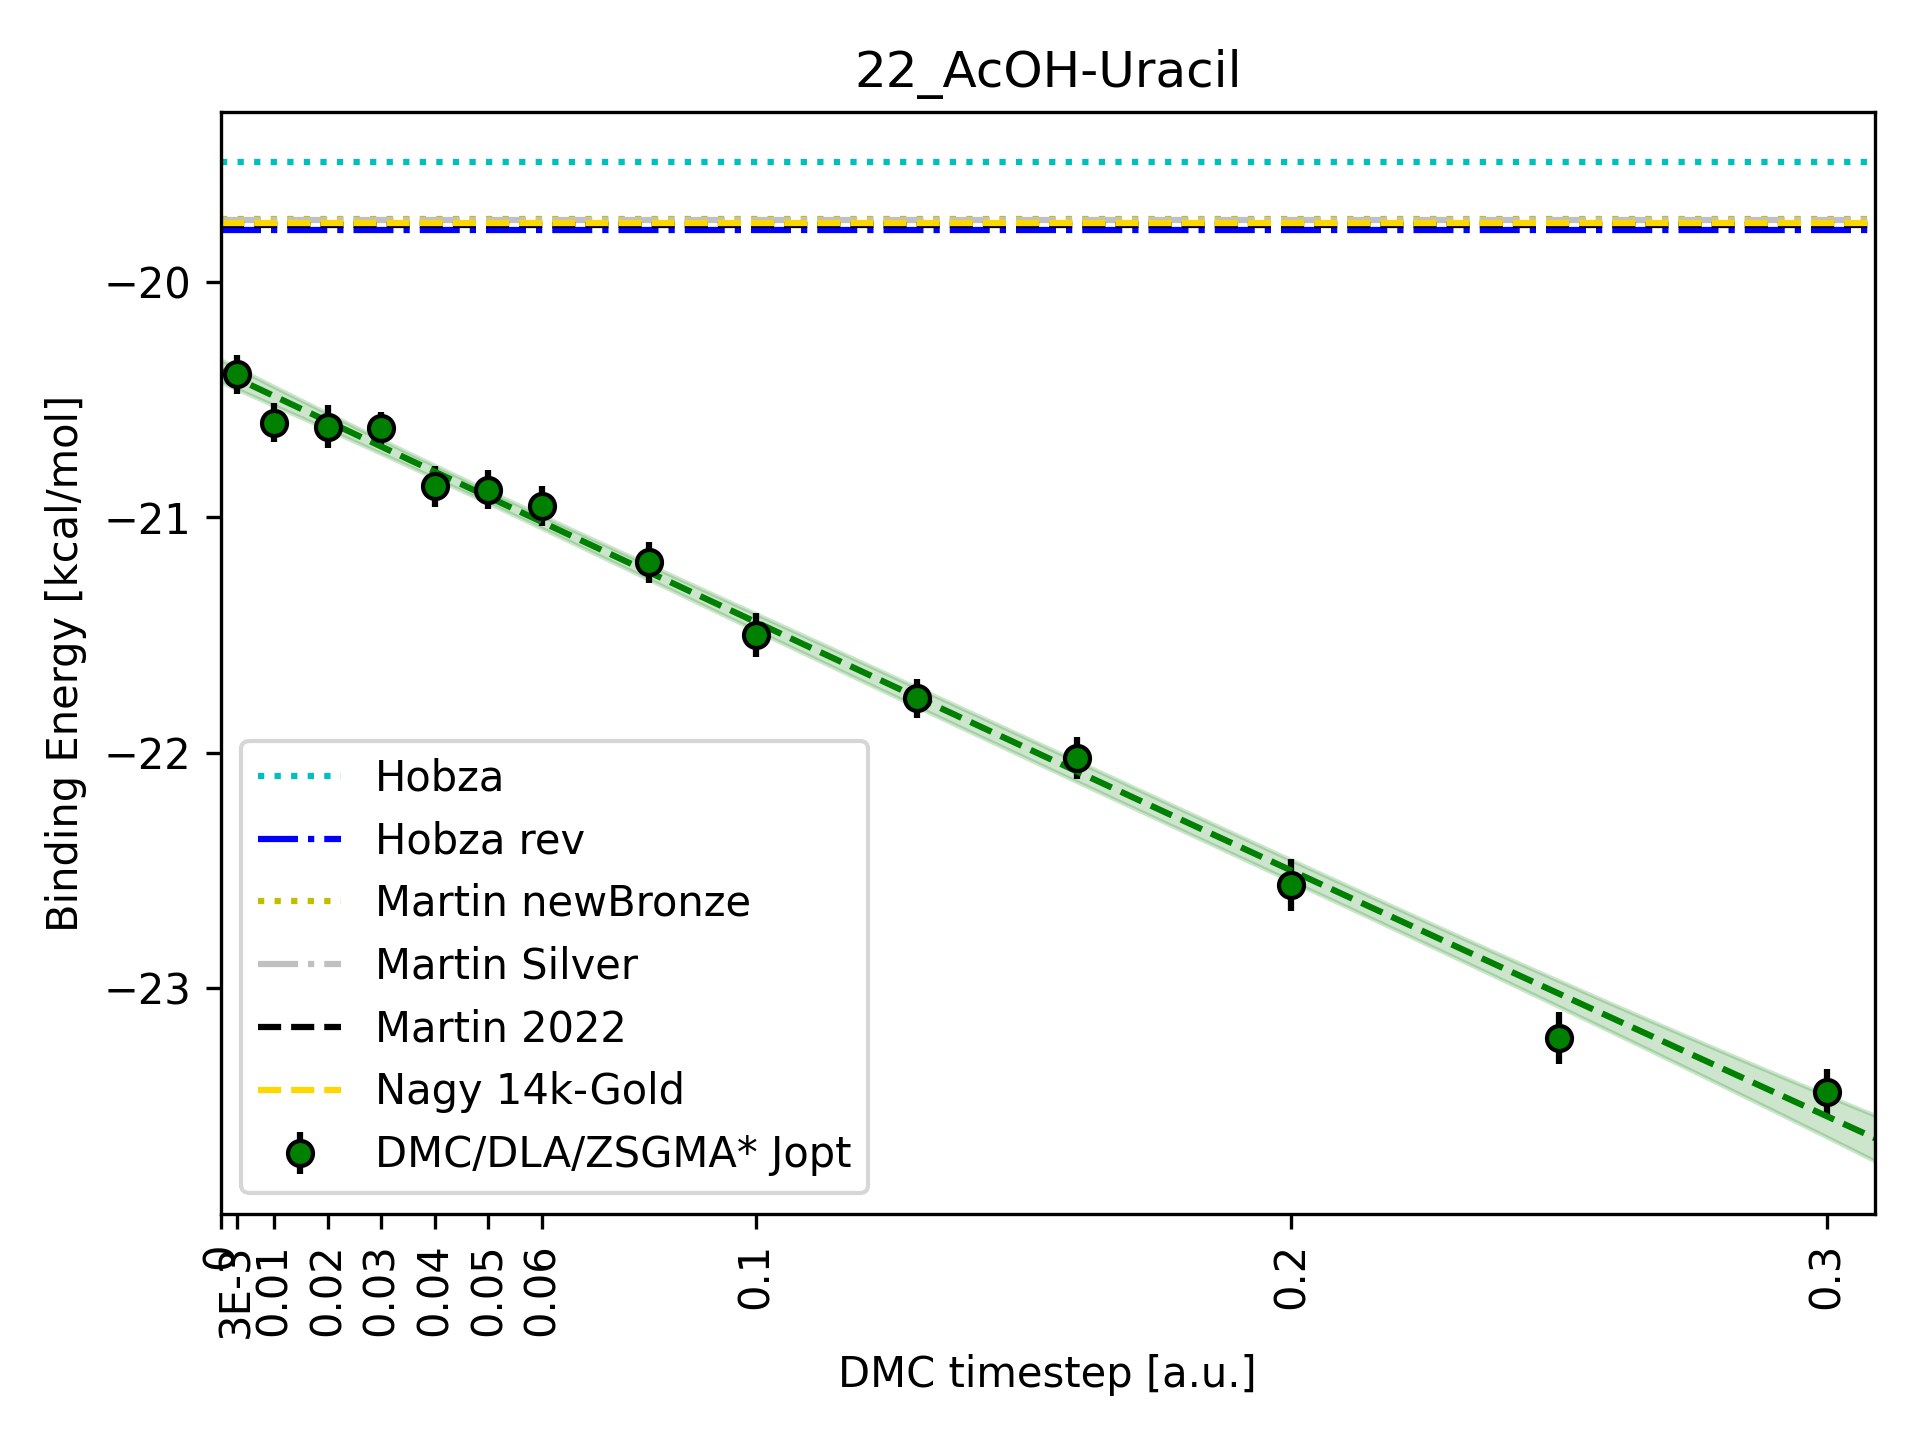 22_AcOH-Uracil
Binding Energy [kcal/mol]
−20
−21
−22
−23
Hobza
Hobza rev
Martin newBronze
Martin Silver
Martin 2022
Nagy 14k-Gold
DMC/DLA/ZSGMA* Jopt
0
3E-3
0.01
0.02
0.03
0.04
0.05
0.06
0.1
0.2
0.3
DMC timestep [a.u.]